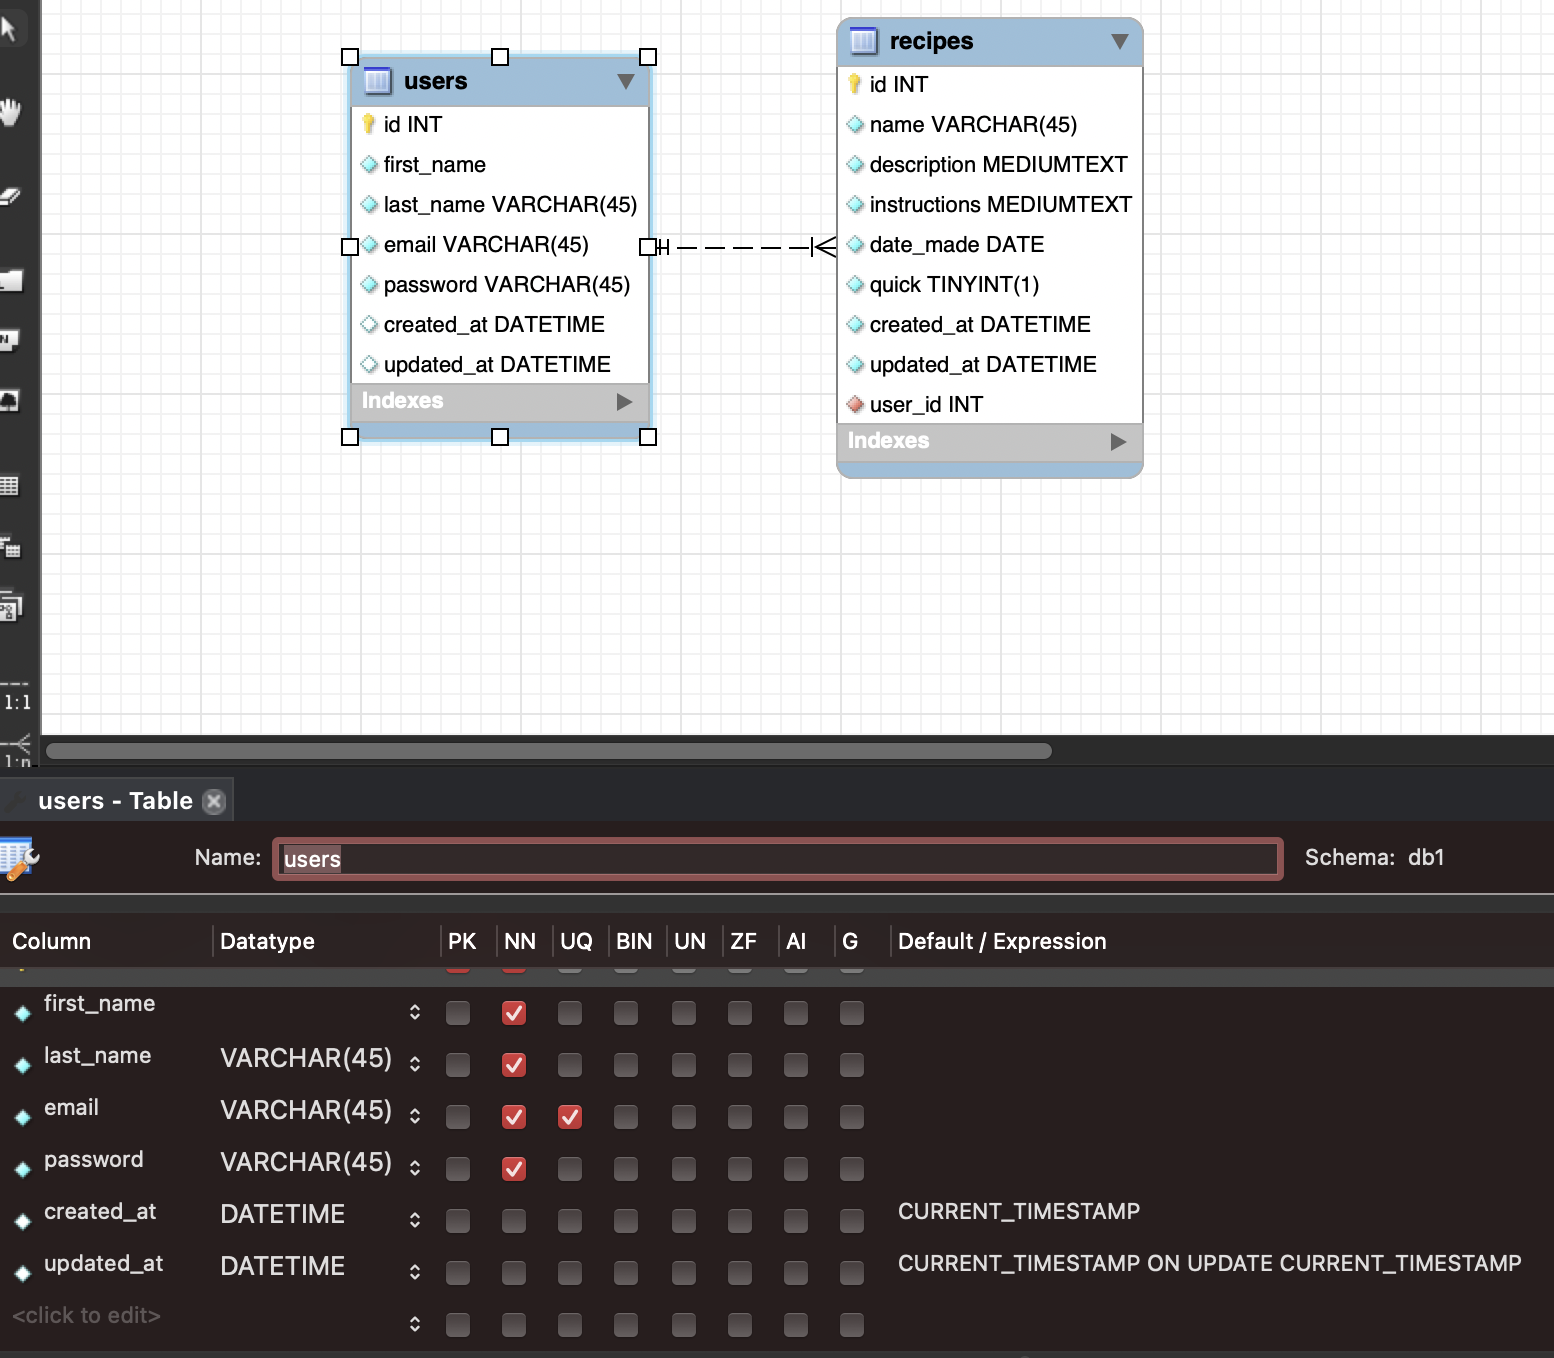 users
id INT
first_name
last_name VARCHAR(45)
email VARCHAR(45)
password VARCHAR(45)
created_at DATETIME
updated_at DATETIME
Indexes
recipes
id INT
name VARCHAR(45)
description MEDIUMTEXT
instructions MEDIUMTEXT
date_made DATE
quick TINYINT(1)
created_at DATETIME
updated_at DATETIME
user_id INT
Indexes
N
1:1
1:n
users - Table
Name: users Schema: db1
Column Datatype PK NN UQ BIN UN ZF AI G Default / Expression
first_name
last_name VARCHAR(45)
email VARCHAR(45)
password VARCHAR(45)
created_at DATETIME CURRENT_TIMESTAMP
updated_at DATETIME CURRENT_TIMESTAMP ON UPDATE CURRENT_TIMESTAMP
<click to edit>